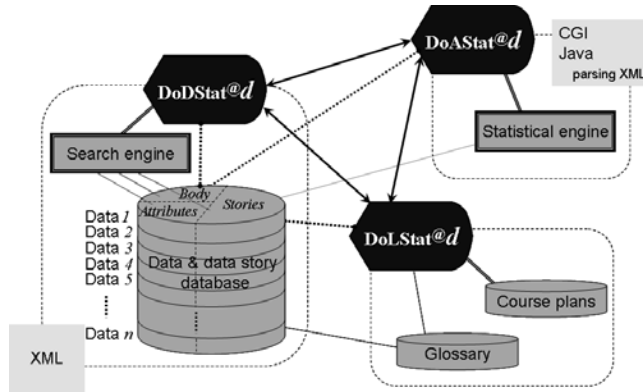 DoAStat@d
CGI
Java
parsing XML
DoDStat@d
Search engine
Statistical engine
Body
Attributes
Stories
Data 1
Data 2
Data 3
Data 4
Data 5
Data n
Data & data story
database
DoLStat@d
Course plans
Glossary
XML